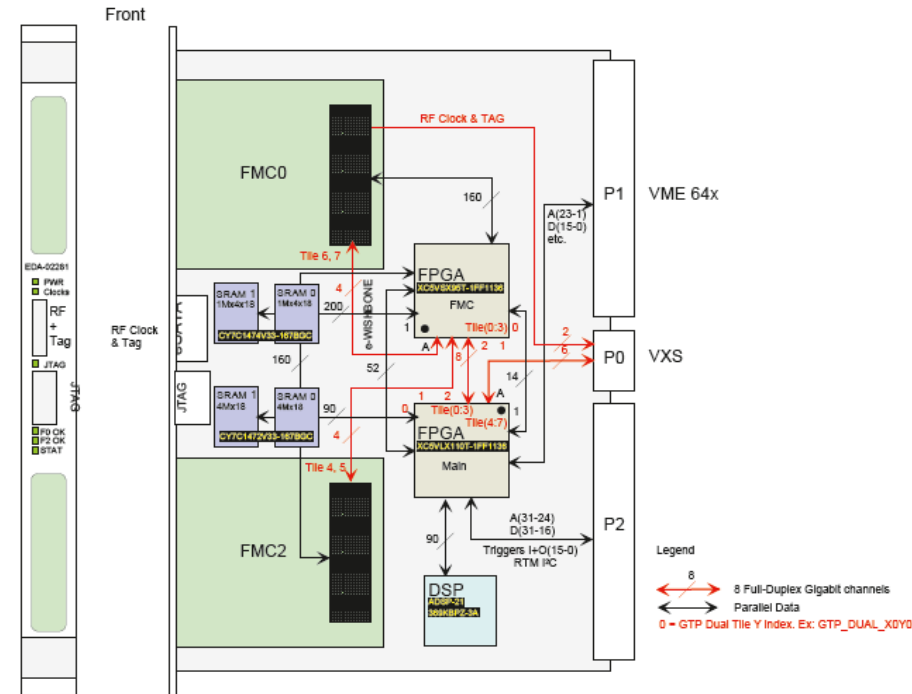 Front
EDA-02281
PWR
Clocks
RF
+
Tag
JTAG
JTAG
F0 OK
F2 OK
STAT
RF Clock
& Tag
JTAG
FMC0
RF Clock & TAG
160
A(23-1)
D(15-0)
etc.
P1
VME 64x
Tile 6, 7
4
e-WISHBONE
SRAM 1
1Mx4x18
SRAM 0
1Mx4x18
CY7C1474V33-167BGC
200
160
52
FPGA
XC5VSX95T-1FF1136
FMC
1
Tile(0:3)
0
A
8
2
1
14
2
6
P0
VXS
SRAM 1
4Mx18
SRAM 0
4Mx18
CY7C1472V33-167BGC
90
0
1
2
A
Tile(0:3)
Tile(4:7)
1
FPGA
XC5VLX110T-1FF1136
Main
4
Tile 4, 5
FMC2
90
A(31-24)
D(31-16)
Triggers I+O(15-0)
RTM I²C
P2
DSP
ADSP-21
369KBPZ-3A
Legend
8
8 Full-Duplex Gigabit channels
Parallel Data
0 = GTP Dual Tile Y Index. Ex: GTP_DUAL_X0Y0